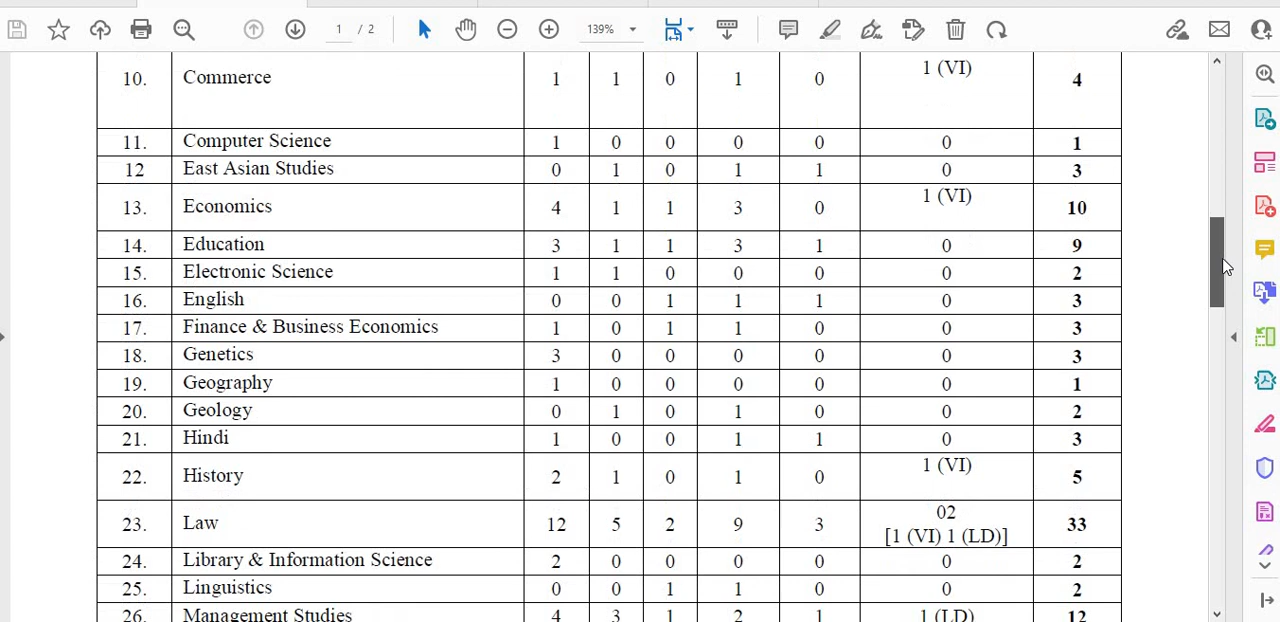 1 / 2 139%
10. Commerce 1 1 0 1 0 1 (VI) 4
11. Computer Science 1 0 0 0 0 0 1
12 East Asian Studies 0 1 0 1 1 0 3
13. Economics 4 1 1 3 0 1 (VI) 10
14. Education 3 1 1 3 1 0 9
15. Electronic Science 1 1 0 0 0 0 2
16. English 0 0 1 1 1 0 3
17. Finance & Business Economics 1 0 1 1 0 0 3
18. Genetics 3 0 0 0 0 0 3
19. Geography 1 0 0 0 0 0 1
20. Geology 0 1 0 1 0 0 2
21. Hindi 1 0 0 1 1 0 3
22. History 2 1 0 1 0 1 (VI) 5
23. Law 12 5 2 9 3 02 33
[1 (VI) 1 (LD)]
24. Library & Information Science 2 0 0 0 0 0 2
25. Linguistics 0 0 1 1 0 0 2
26. Management Studies 4 3 1 2 1 1 (LD) 12